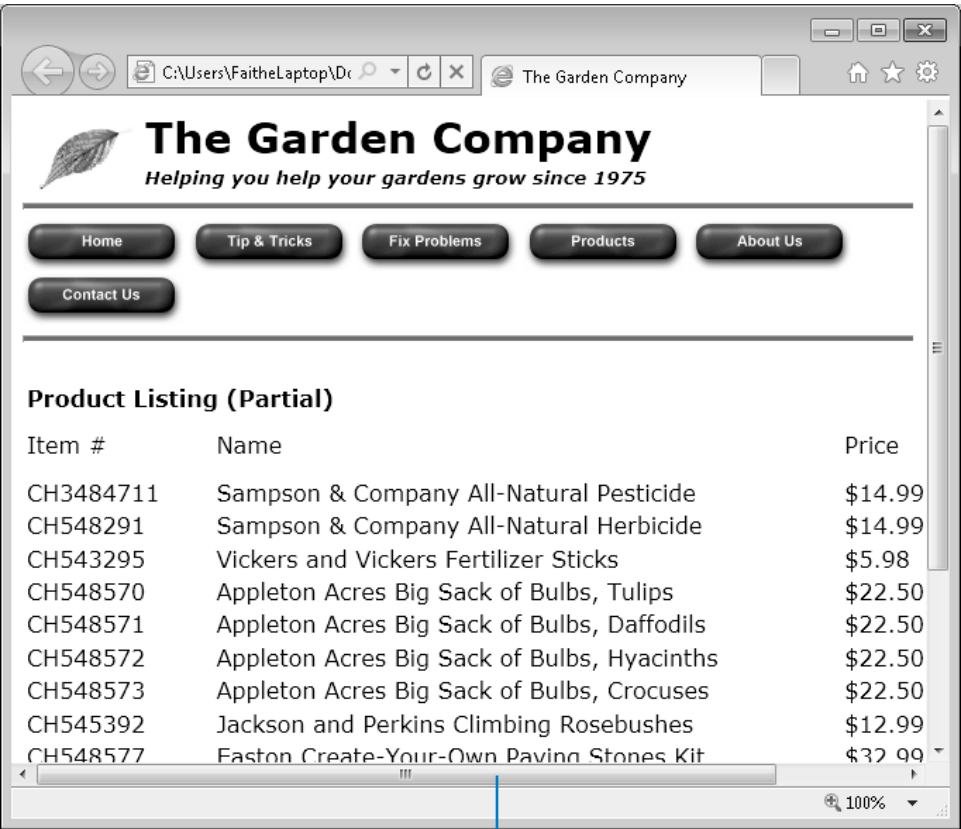 C:\Users\FaitheLaptop\Dc
The Garden Company
The Garden Company
Helping you help your gardens grow since 1975
Home Tip & Tricks Fix Problems Products About Us
Contact Us
Product Listing (Partial)
Item # Name Price
CH3484711 Sampson & Company All-Natural Pesticide $14.99
CH548291 Sampson & Company All-Natural Herbicide $14.99
CH543295 Vickers and Vickers Fertilizer Sticks $5.98
CH548570 Appleton Acres Big Sack of Bulbs, Tulips $22.50
CH548571 Appleton Acres Big Sack of Bulbs, Daffodils $22.50
CH548572 Appleton Acres Big Sack of Bulbs, Hyacinths $22.50
CH548573 Appleton Acres Big Sack of Bulbs, Crocuses $22.50
CH545392 Jackson and Perkins Climbing Rosebushes $12.99
CH548577 Easton Create-Your-Own Paving Stones Kit $32.99
100%